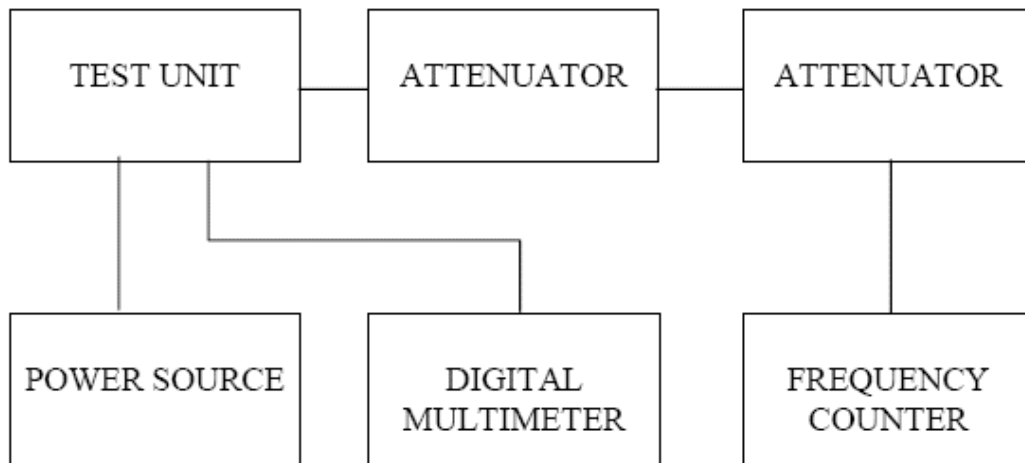 TEST UNIT
ATTENUATOR
ATTENUATOR
POWER SOURCE
DIGITAL
MULTIMETER
FREQUENCY
COUNTER